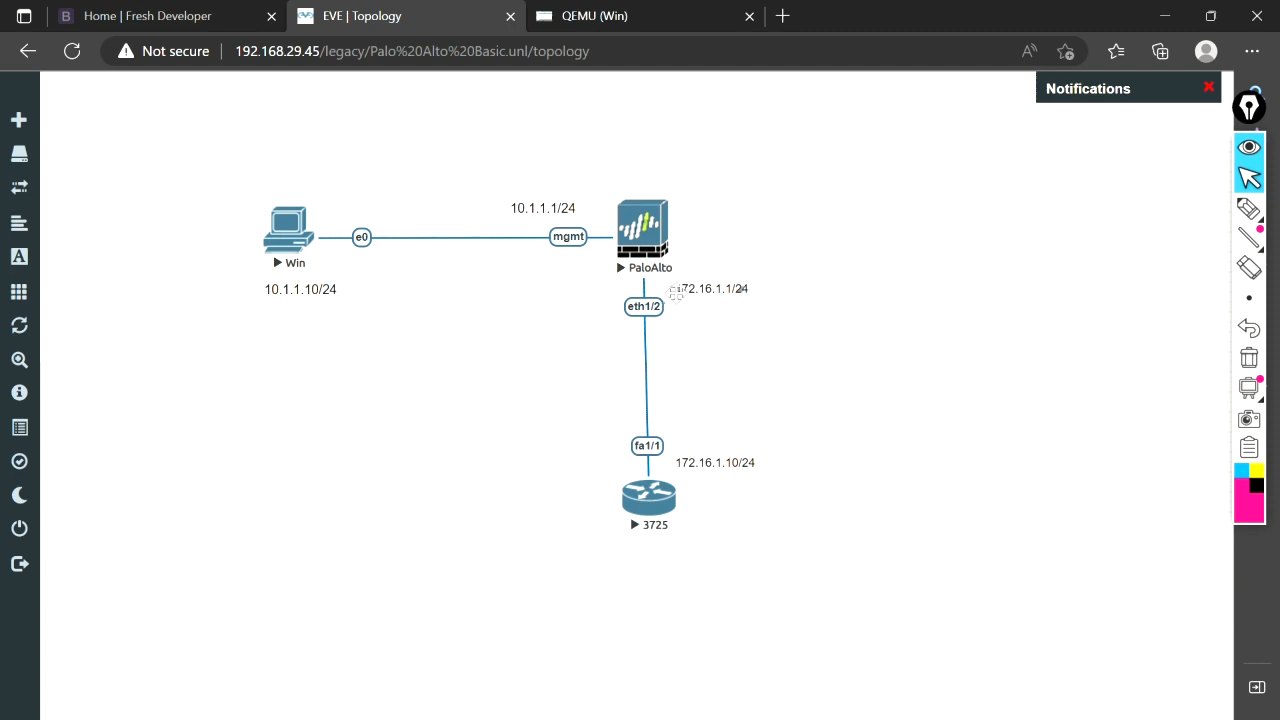 Home | Fresh Developer
EVE | Topology
QEMU (Win)
Not secure
192.168.29.45/legacy/Palo%20Alto%20Basic.unl/topology
Notifications
10.1.1.1/24
e0
mgmt
Win
PaloAlto
10.1.1.10/24
172.16.1.1/24
eth1/2
fa1/1
172.16.1.10/24
3725